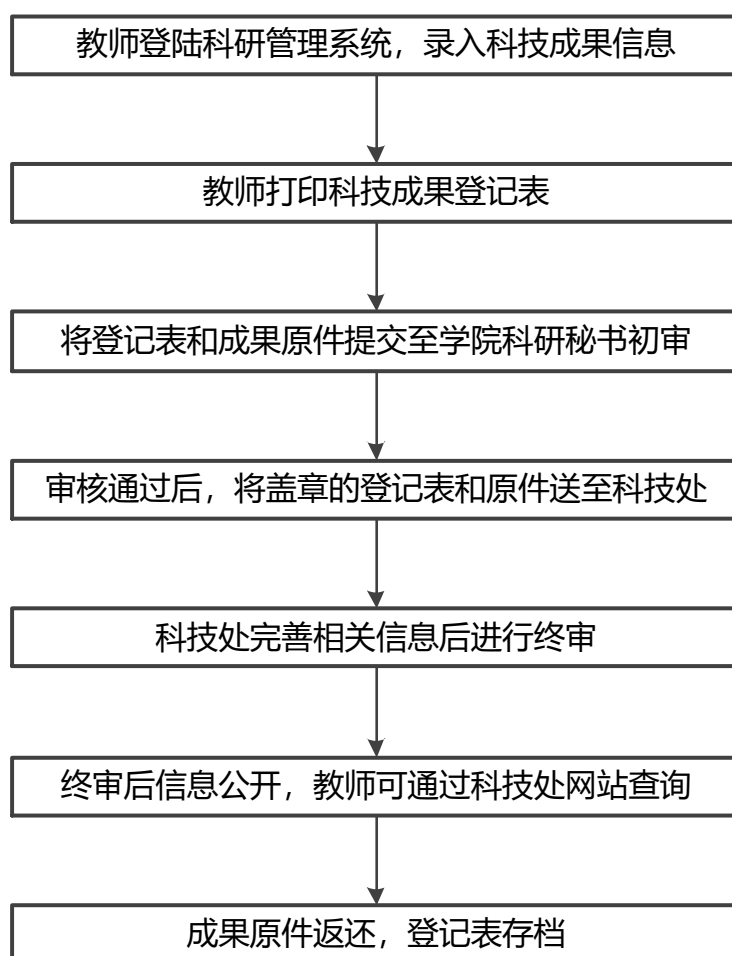 教师登陆科研管理系统，录入科技成果信息
教师打印科技成果登记表
将登记表和成果原件提交至学院科研秘书初审
审核通过后，将盖章的登记表和原件送至科技处
科技处完善相关信息后进行终审
终审后信息公开，教师可通过科技处网站查询
成果原件返还，登记表存档